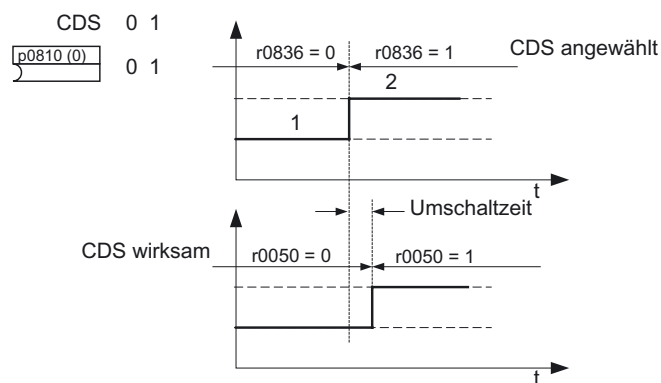 CDS 0 1
p0810 (0) 0 1
r0836 = 0 r0836 = 1 CDS angewählt
2
1
t
Umschaltzeit
CDS wirksam r0050 = 0 r0050 = 1
t